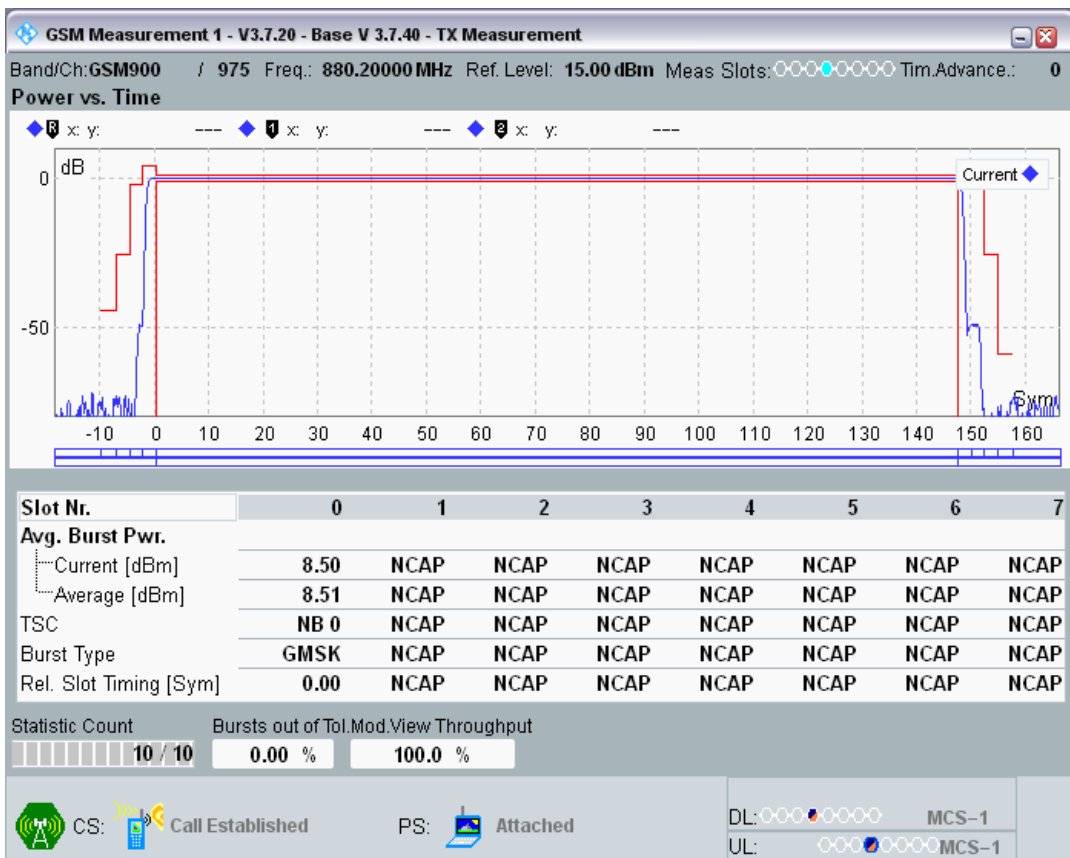 GSM Measurement 1 - V3.7.20 - Base V 3.7.40 - TX Measurement
Band/Ch:GSM900 / 975 Freq.: 880.20000 MHz Ref. Level: 15.00 dBm Meas Slots: Tim.Advance.: 0
Power vs. Time
R x: y: --- 1 x: y: --- 2 x: y: ---
dB
Current
0
-50
Sym
-10 0 10 20 30 40 50 60 70 80 90 100 110 120 130 140 150 160
Slot Nr. 0 1 2 3 4 5 6 7
Avg. Burst Pwr.
Current [dBm] 8.50 NCAP NCAP NCAP NCAP NCAP NCAP NCAP
Average [dBm] 8.51 NCAP NCAP NCAP NCAP NCAP NCAP NCAP
TSC NB 0 NCAP NCAP NCAP NCAP NCAP NCAP NCAP
Burst Type GMSK NCAP NCAP NCAP NCAP NCAP NCAP NCAP
Rel. Slot Timing [Sym] 0.00 NCAP NCAP NCAP NCAP NCAP NCAP NCAP
Statistic Count Bursts out of Tol.Mod.View Throughput
10 / 10 0.00 % 100.0 %
CS: Call Established PS: Attached
DL: MCS-1
UL: MCS-1